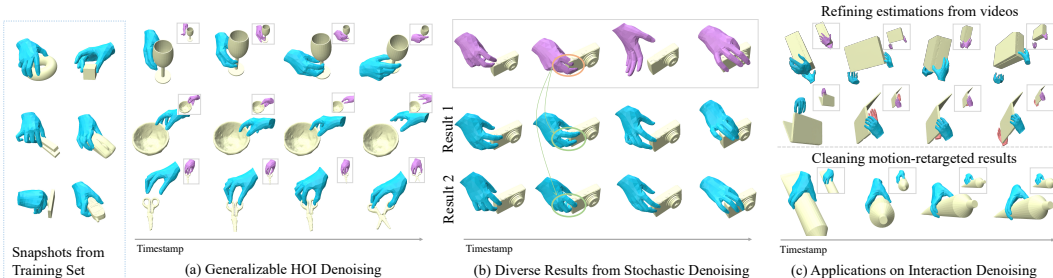 Snapshots from
Training Set
Timestamp
(a) Generalizable HOI Denoising
Result 1
Result 2
Timestamp
(b) Diverse Results from Stochastic Denoising
Refining estimations from videos
Cleaning motion-retargeted results
Timestamp
(c) Applications on Interaction Denoising